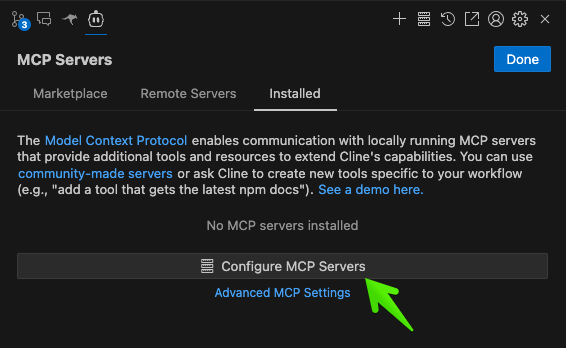 3
MCP Servers
Done
Marketplace Remote Servers Installed
The Model Context Protocol enables communication with locally running MCP servers
that provide additional tools and resources to extend Cline's capabilities. You can use
community-made servers or ask Cline to create new tools specific to your workflow
(e.g., "add a tool that gets the latest npm docs"). See a demo here.
No MCP servers installed
Configure MCP Servers
Advanced MCP Settings